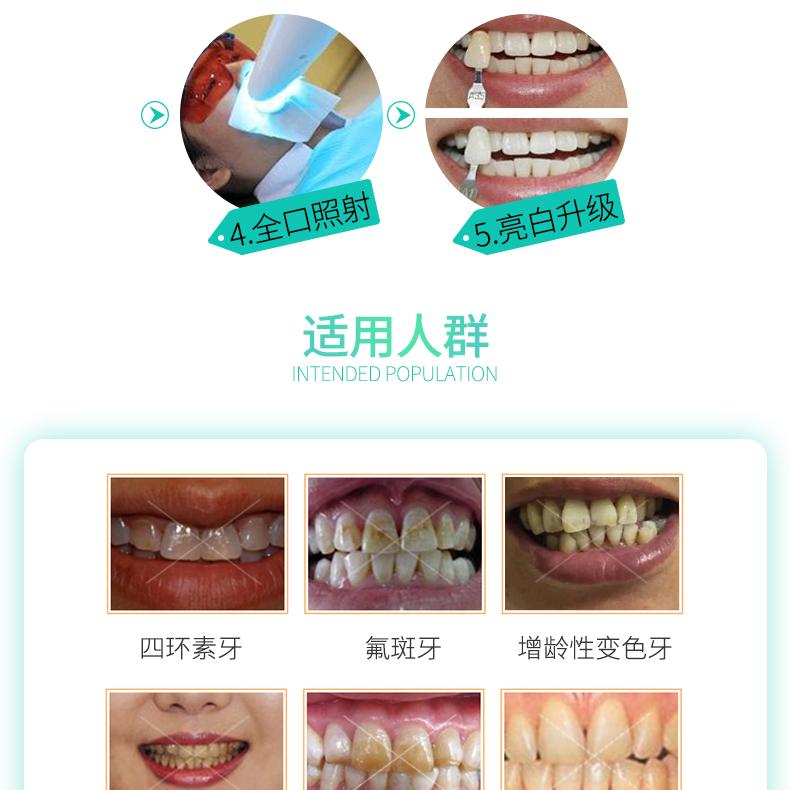 4.全口照射
5.亮白升级
适用人群
INTENDED POPULATION
四环素牙
氟斑牙
增龄性变色牙